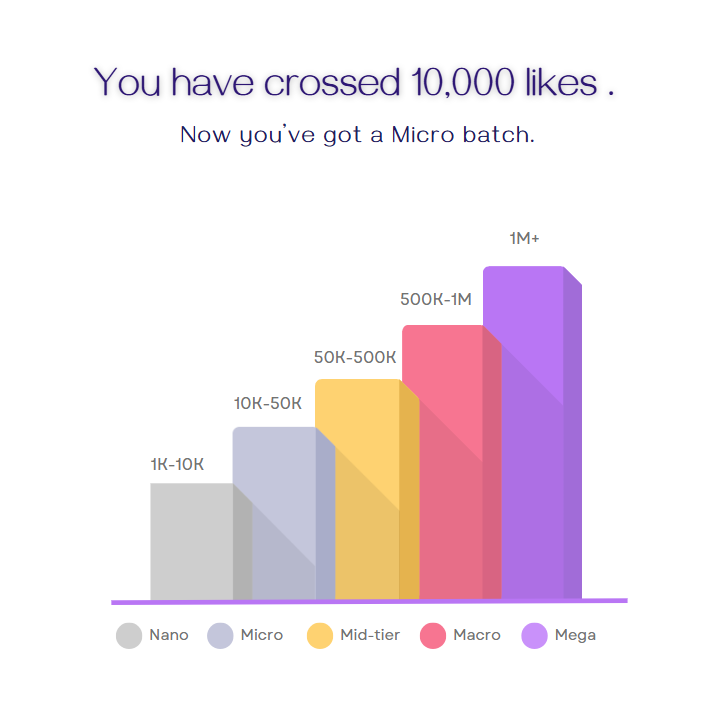 You have crossed 10,000 likes .
Now you’ve got a Micro batch.
1M+
500K-1M
50K-500K
10K-50K
1K-10K
Nano Micro Mid-tier Macro Mega